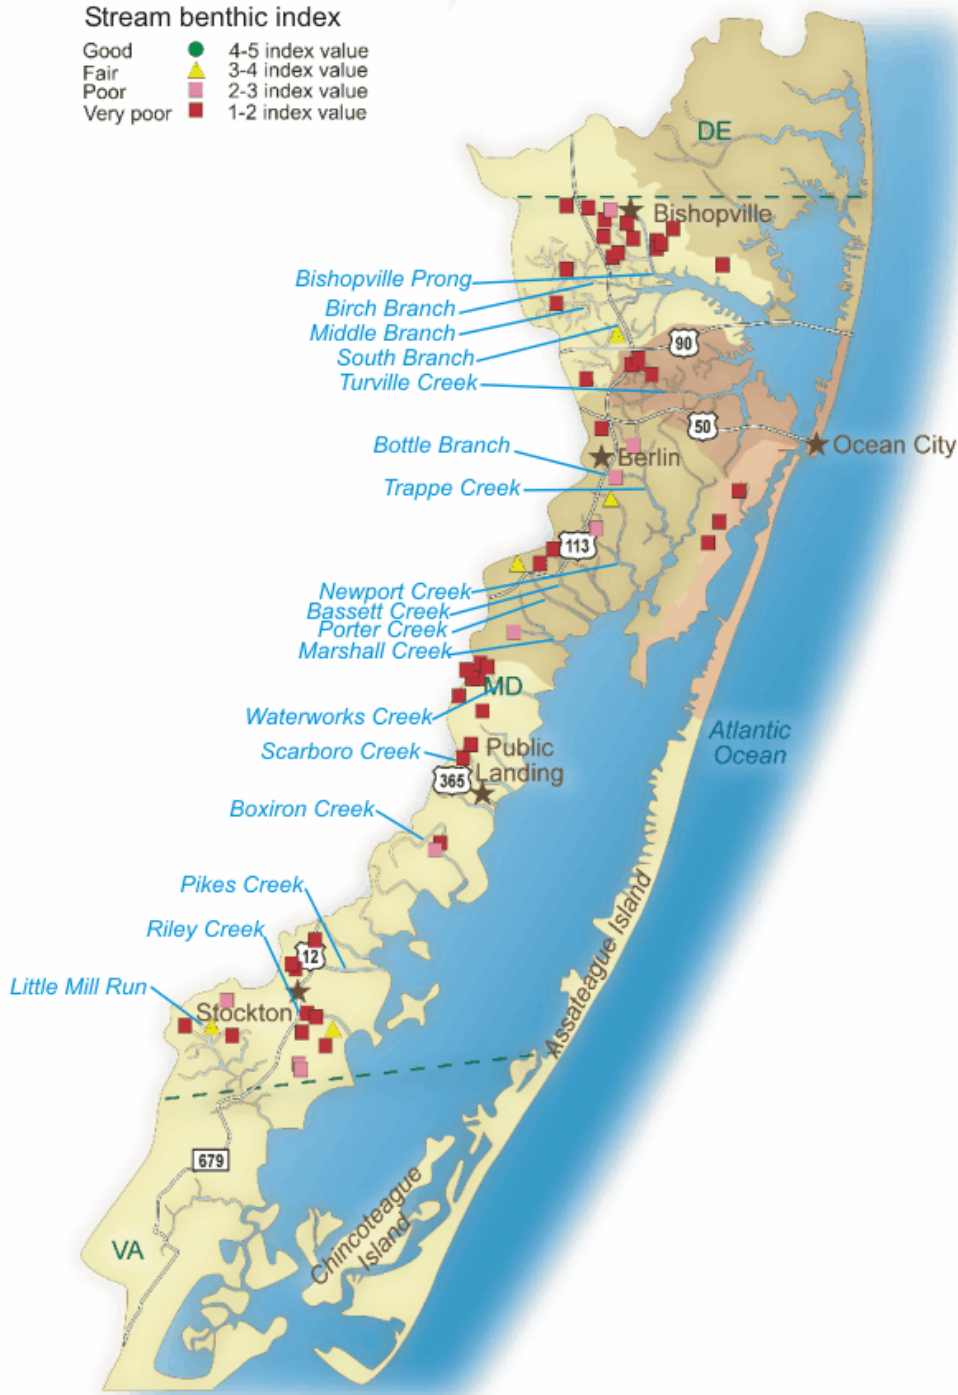 Stream benthic index
Good 4-5 index value
Fair 3-4 index value
Poor 2-3 index value
Very poor 1-2 index value
DE
Bishopville
Bishopville Prong
Birch Branch
Middle Branch
South Branch
90
Turville Creek
50
Bottle Branch
Berlin
Ocean City
Trappe Creek
113
Newport Creek
Bassett Creek
Porter Creek
Marshall Creek
MD
Waterworks Creek
Atlantic
Ocean
Scarboro Creek
Public
Landing
365
Boxiron Creek
Pikes Creek
Riley Creek
12
Little Mill Run
Stockton
Assateague Island
679
Chincoteague
Island
VA